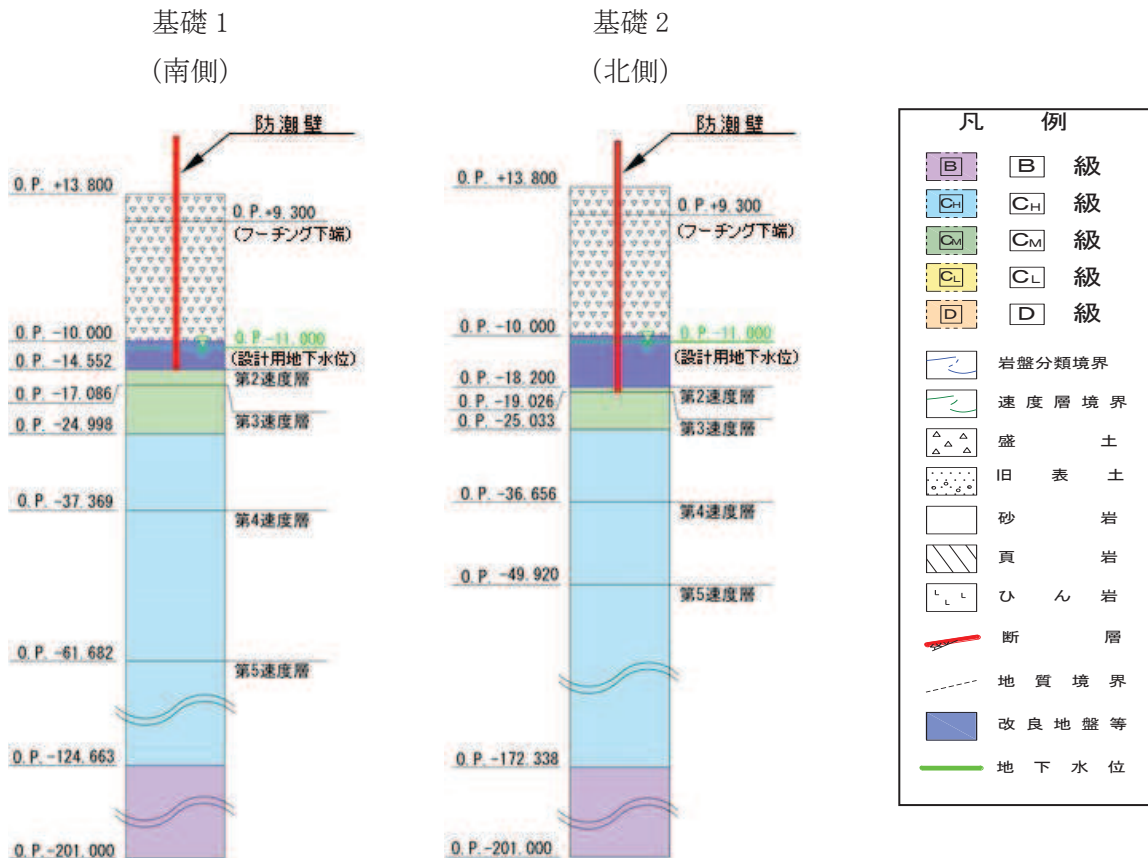 基礎 1
(南側)
防潮壁
O.P. +13.800
O.P.+9.300
(フーチング下端)
O.P. -10.000
O.P. -11.000
(設計用地下水位)
O.P. -14.552
第2速度層
O.P. -17.086
第3速度層
O.P. -24.998
O.P. -37.369
第4速度層
O.P. -61.682
第5速度層
O.P. -124.663
O.P. -201.000
基礎 2
(北側)
防潮壁
O.P. +13.800
O.P.+9.300
(フーチング下端)
O.P. -10.000
O.P. -11.000
(設計用地下水位)
O.P. -18.200
第2速度層
O.P. -19.026
第3速度層
O.P. -25.033
O.P. -36.656
第4速度層
O.P. -49.920
第5速度層
O.P. -172.338
O.P. -201.000
凡 例
B B 級
CH CH 級
CM CM 級
CL CL 級
D D 級
岩盤分類境界
速度層境界
盛土
旧表土
砂岩
頁岩
ひん岩
断層
地質境界
改良地盤等
地下水位